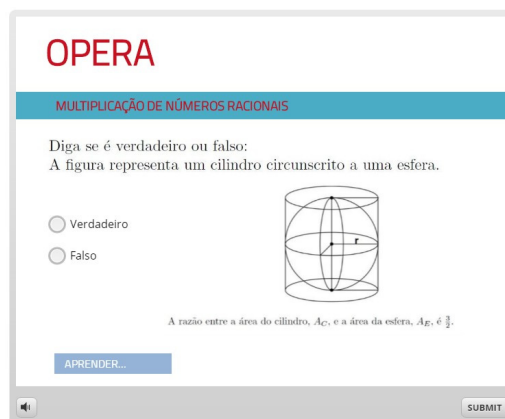 OPERA
MULTIPLICAÇÃO DE NÚMEROS RACIONAIS
Diga se é verdadeiro ou falso:
A figura representa um cilindro circunscrito a uma esfera.
Verdadeiro
Falso
r
A razão entre a área do cilindro, A_C, e a área da esfera, A_E, é 3/2.
APRENDER...
SUBMIT